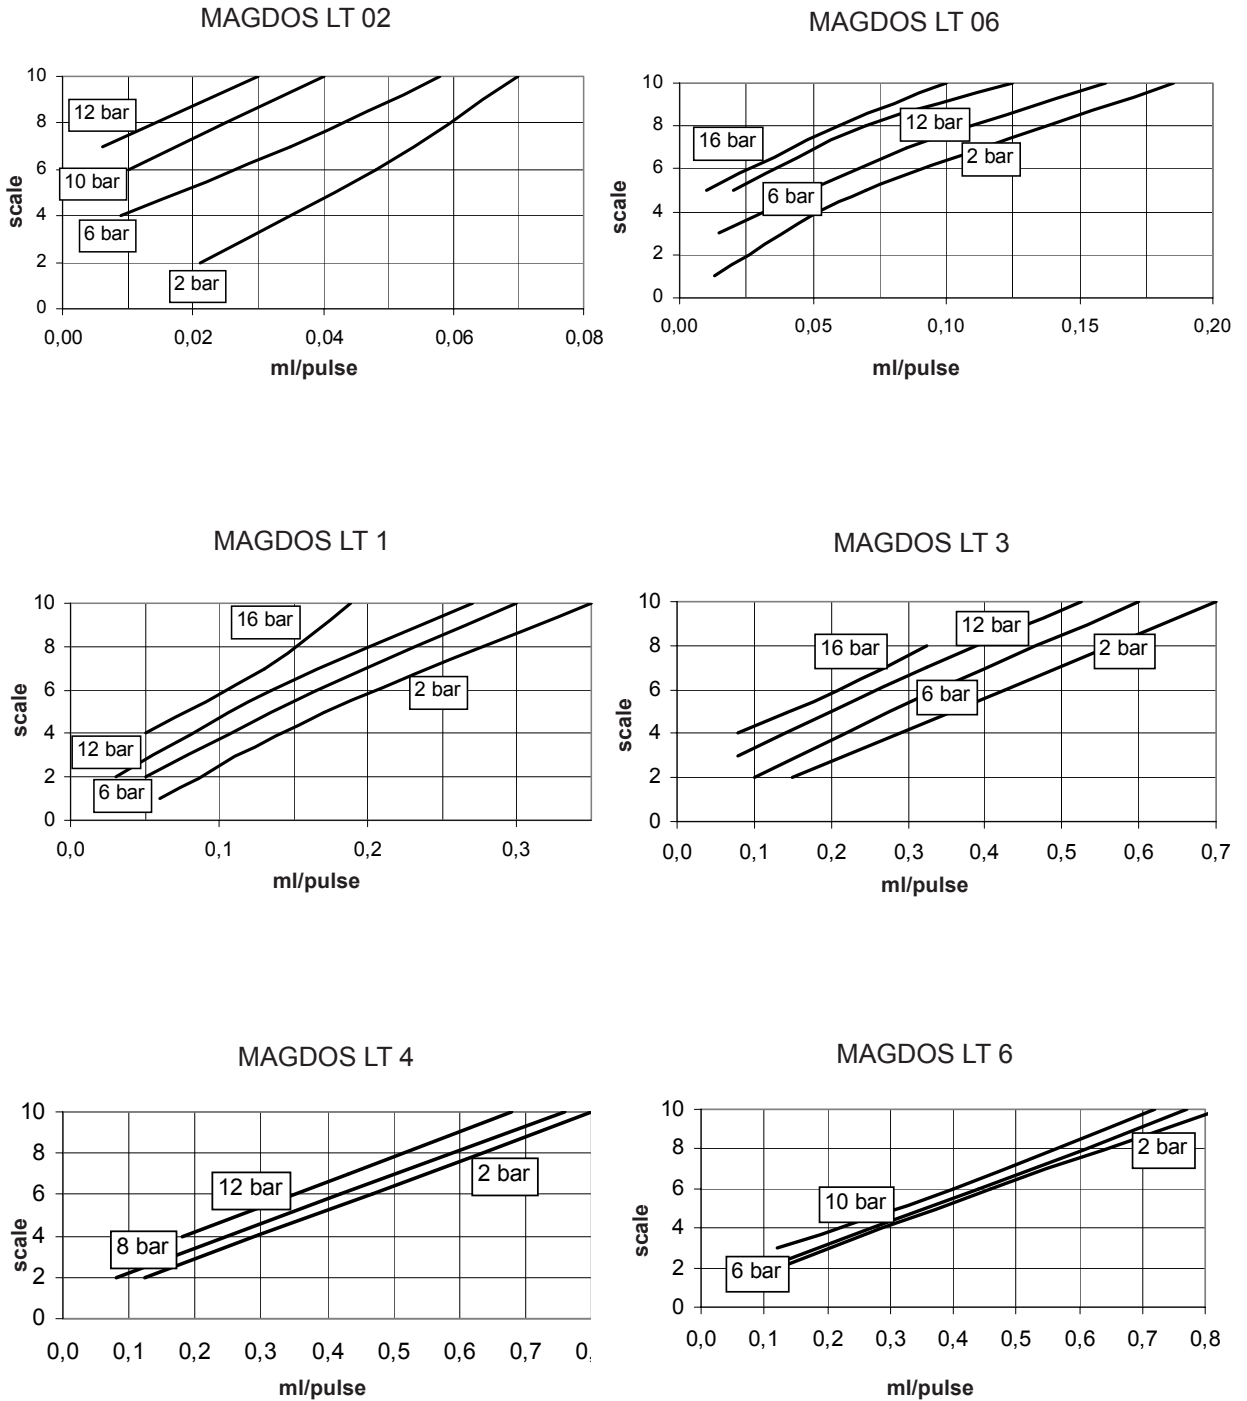 MAGDOS LT 02
10
8
6
4
2
0
scale
12 bar
10 bar
6 bar
2 bar
0,00
0,02
0,04
0,06
0,08
ml/pulse
MAGDOS LT 06
10
8
6
4
2
0
scale
16 bar
12 bar
6 bar
2 bar
0,00
0,05
0,10
0,15
0,20
ml/pulse
MAGDOS LT 1
10
8
6
4
2
0
scale
16 bar
12 bar
6 bar
2 bar
0,0
0,1
0,2
0,3
ml/pulse
MAGDOS LT 3
10
8
6
4
2
0
scale
16 bar
12 bar
6 bar
2 bar
0,0
0,1
0,2
0,3
0,4
0,5
0,6
0,7
ml/pulse
MAGDOS LT 4
10
8
6
4
2
0
scale
12 bar
8 bar
2 bar
0,0
0,1
0,2
0,3
0,4
0,5
0,6
0,7
0,
ml/pulse
MAGDOS LT 6
10
8
6
4
2
0
scale
10 bar
6 bar
2 bar
0,0
0,1
0,2
0,3
0,4
0,5
0,6
0,7
0,8
ml/pulse